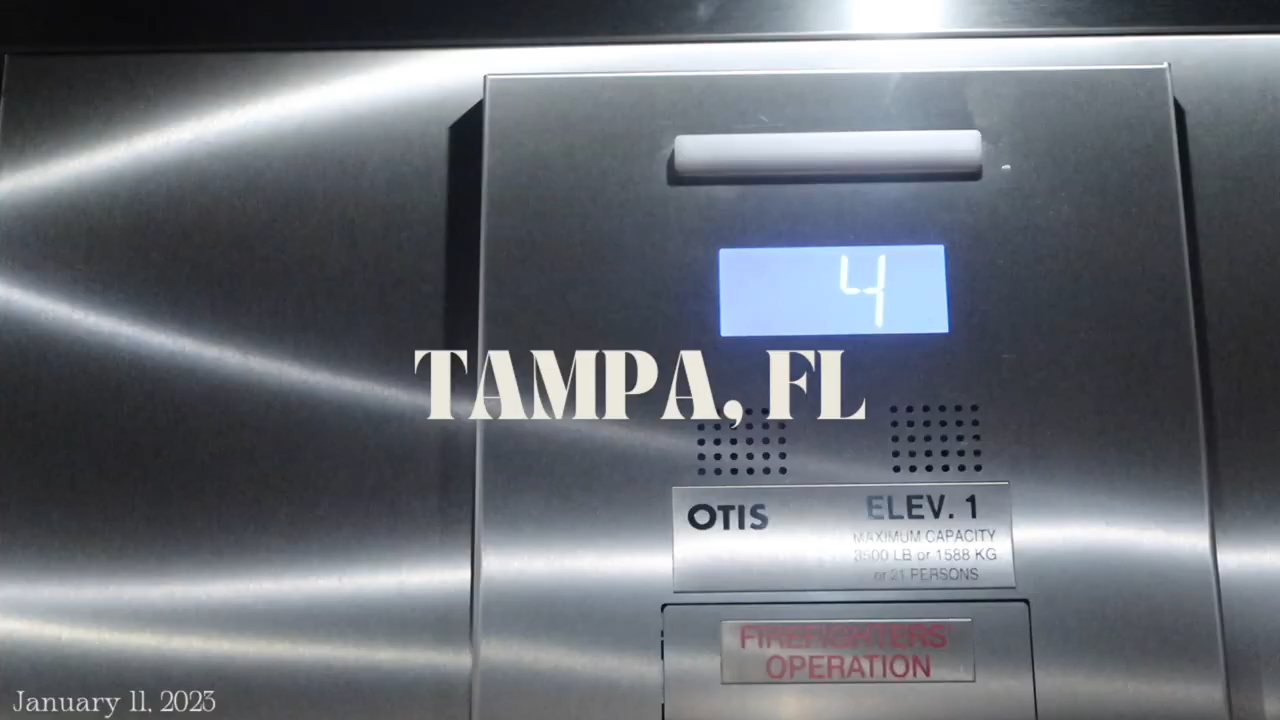 4
TAMPA, FL
OTIS
ELEV. 1
MAXIMUM CAPACITY
3500 LB or 1588 KG
or 21 PERSONS
FIREFIGHTERS'
OPERATION
January 11, 2023